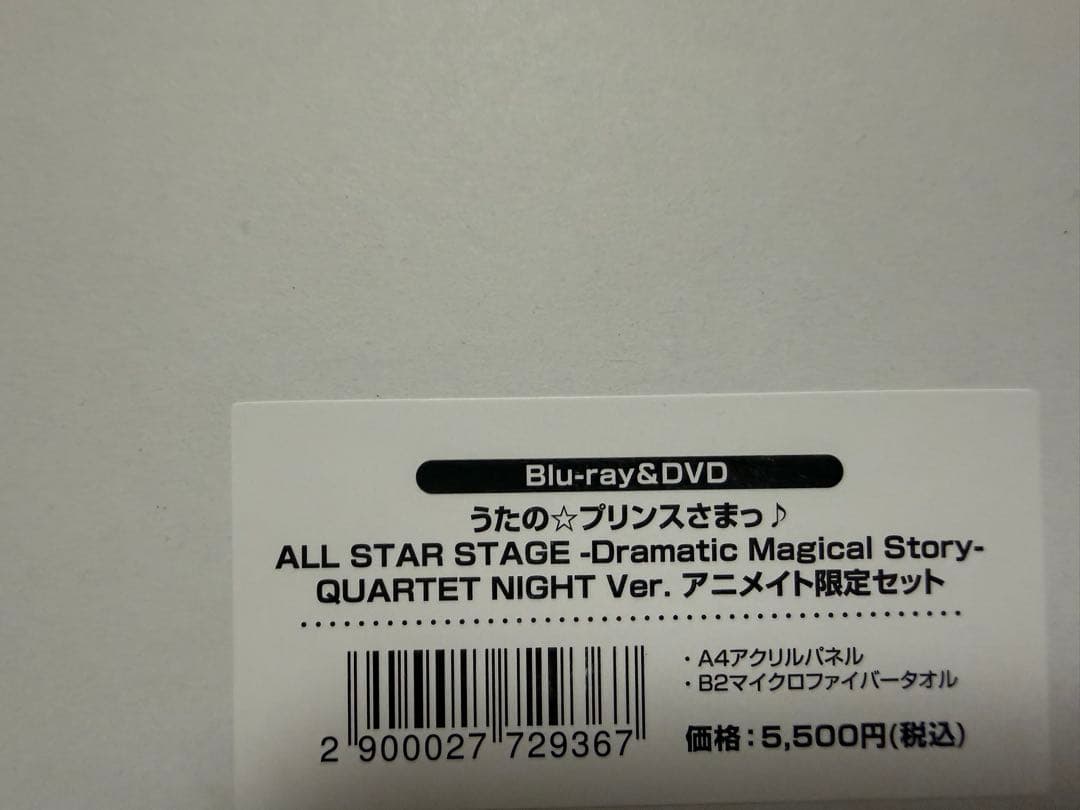 Blu-ray&DVD
うたの☆プリンスさまっ♪
ALL STAR STAGE -Dramatic Magical Story-
QUARTET NIGHT Ver. アニメイト限定セット
・A4アクリルパネル
・B2マイクロファイバータオル
価格：5,500円(税込)
2 900027 729367